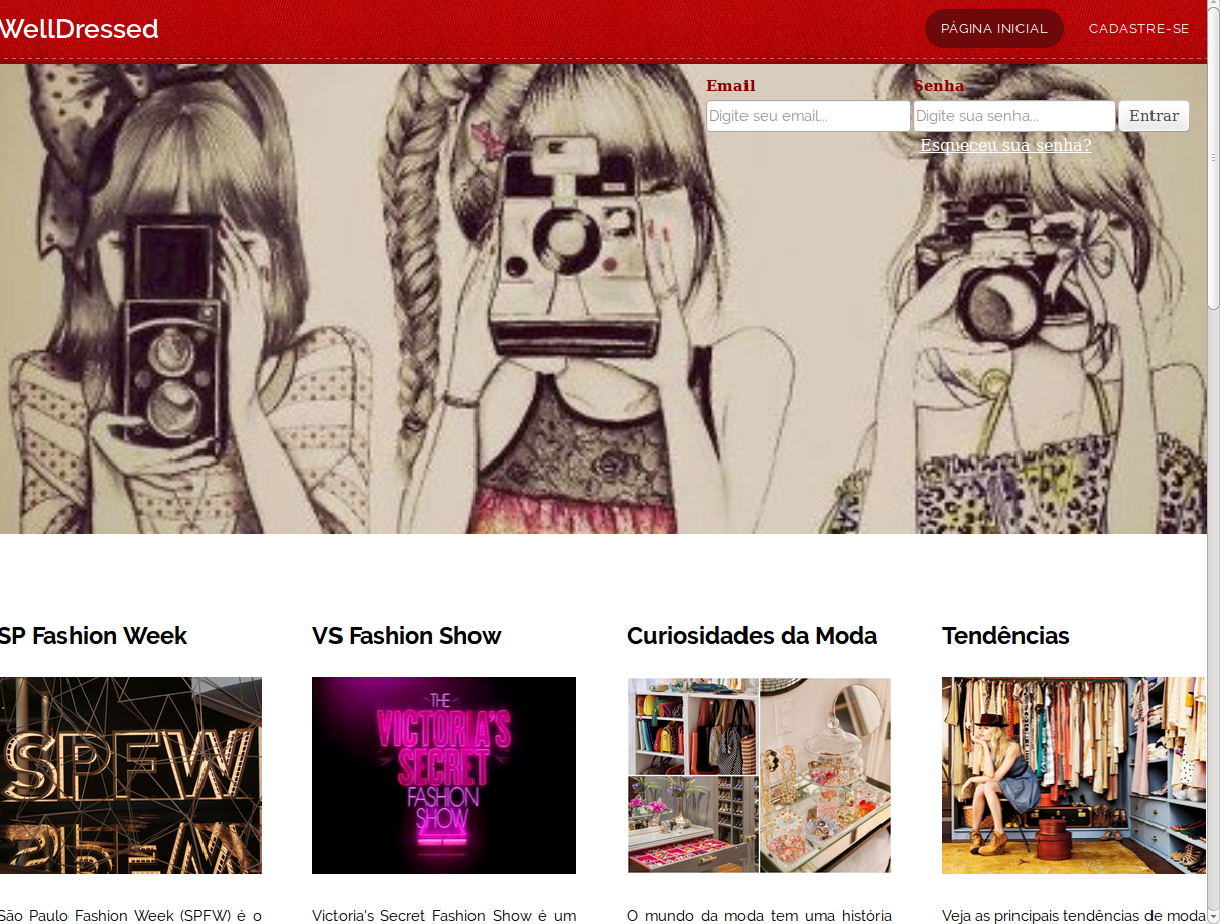 WellDressed
PÁGINA INICIAL
CADASTRE-SE
Email
Senha
Digite seu email...
Digite sua senha...
Entrar
Esqueceu sua senha?
SP Fashion Week
VS Fashion Show
Curiosidades da Moda
Tendências
SPFW
THE
VICTORIA'S
SECRET
FASHION
SHOW
São Paulo Fashion Week (SPFW) é o
Victoria's Secret Fashion Show é um
O mundo da moda tem uma história
Veja as principais tendências de moda